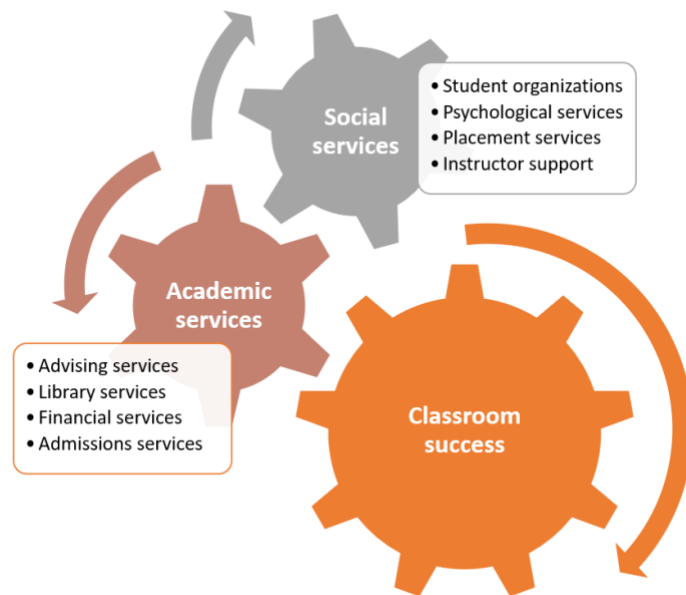 Social
services
• Student organizations
• Psychological services
• Placement services
• Instructor support
Academic
services
• Advising services
• Library services
• Financial services
• Admissions services
Classroom
success